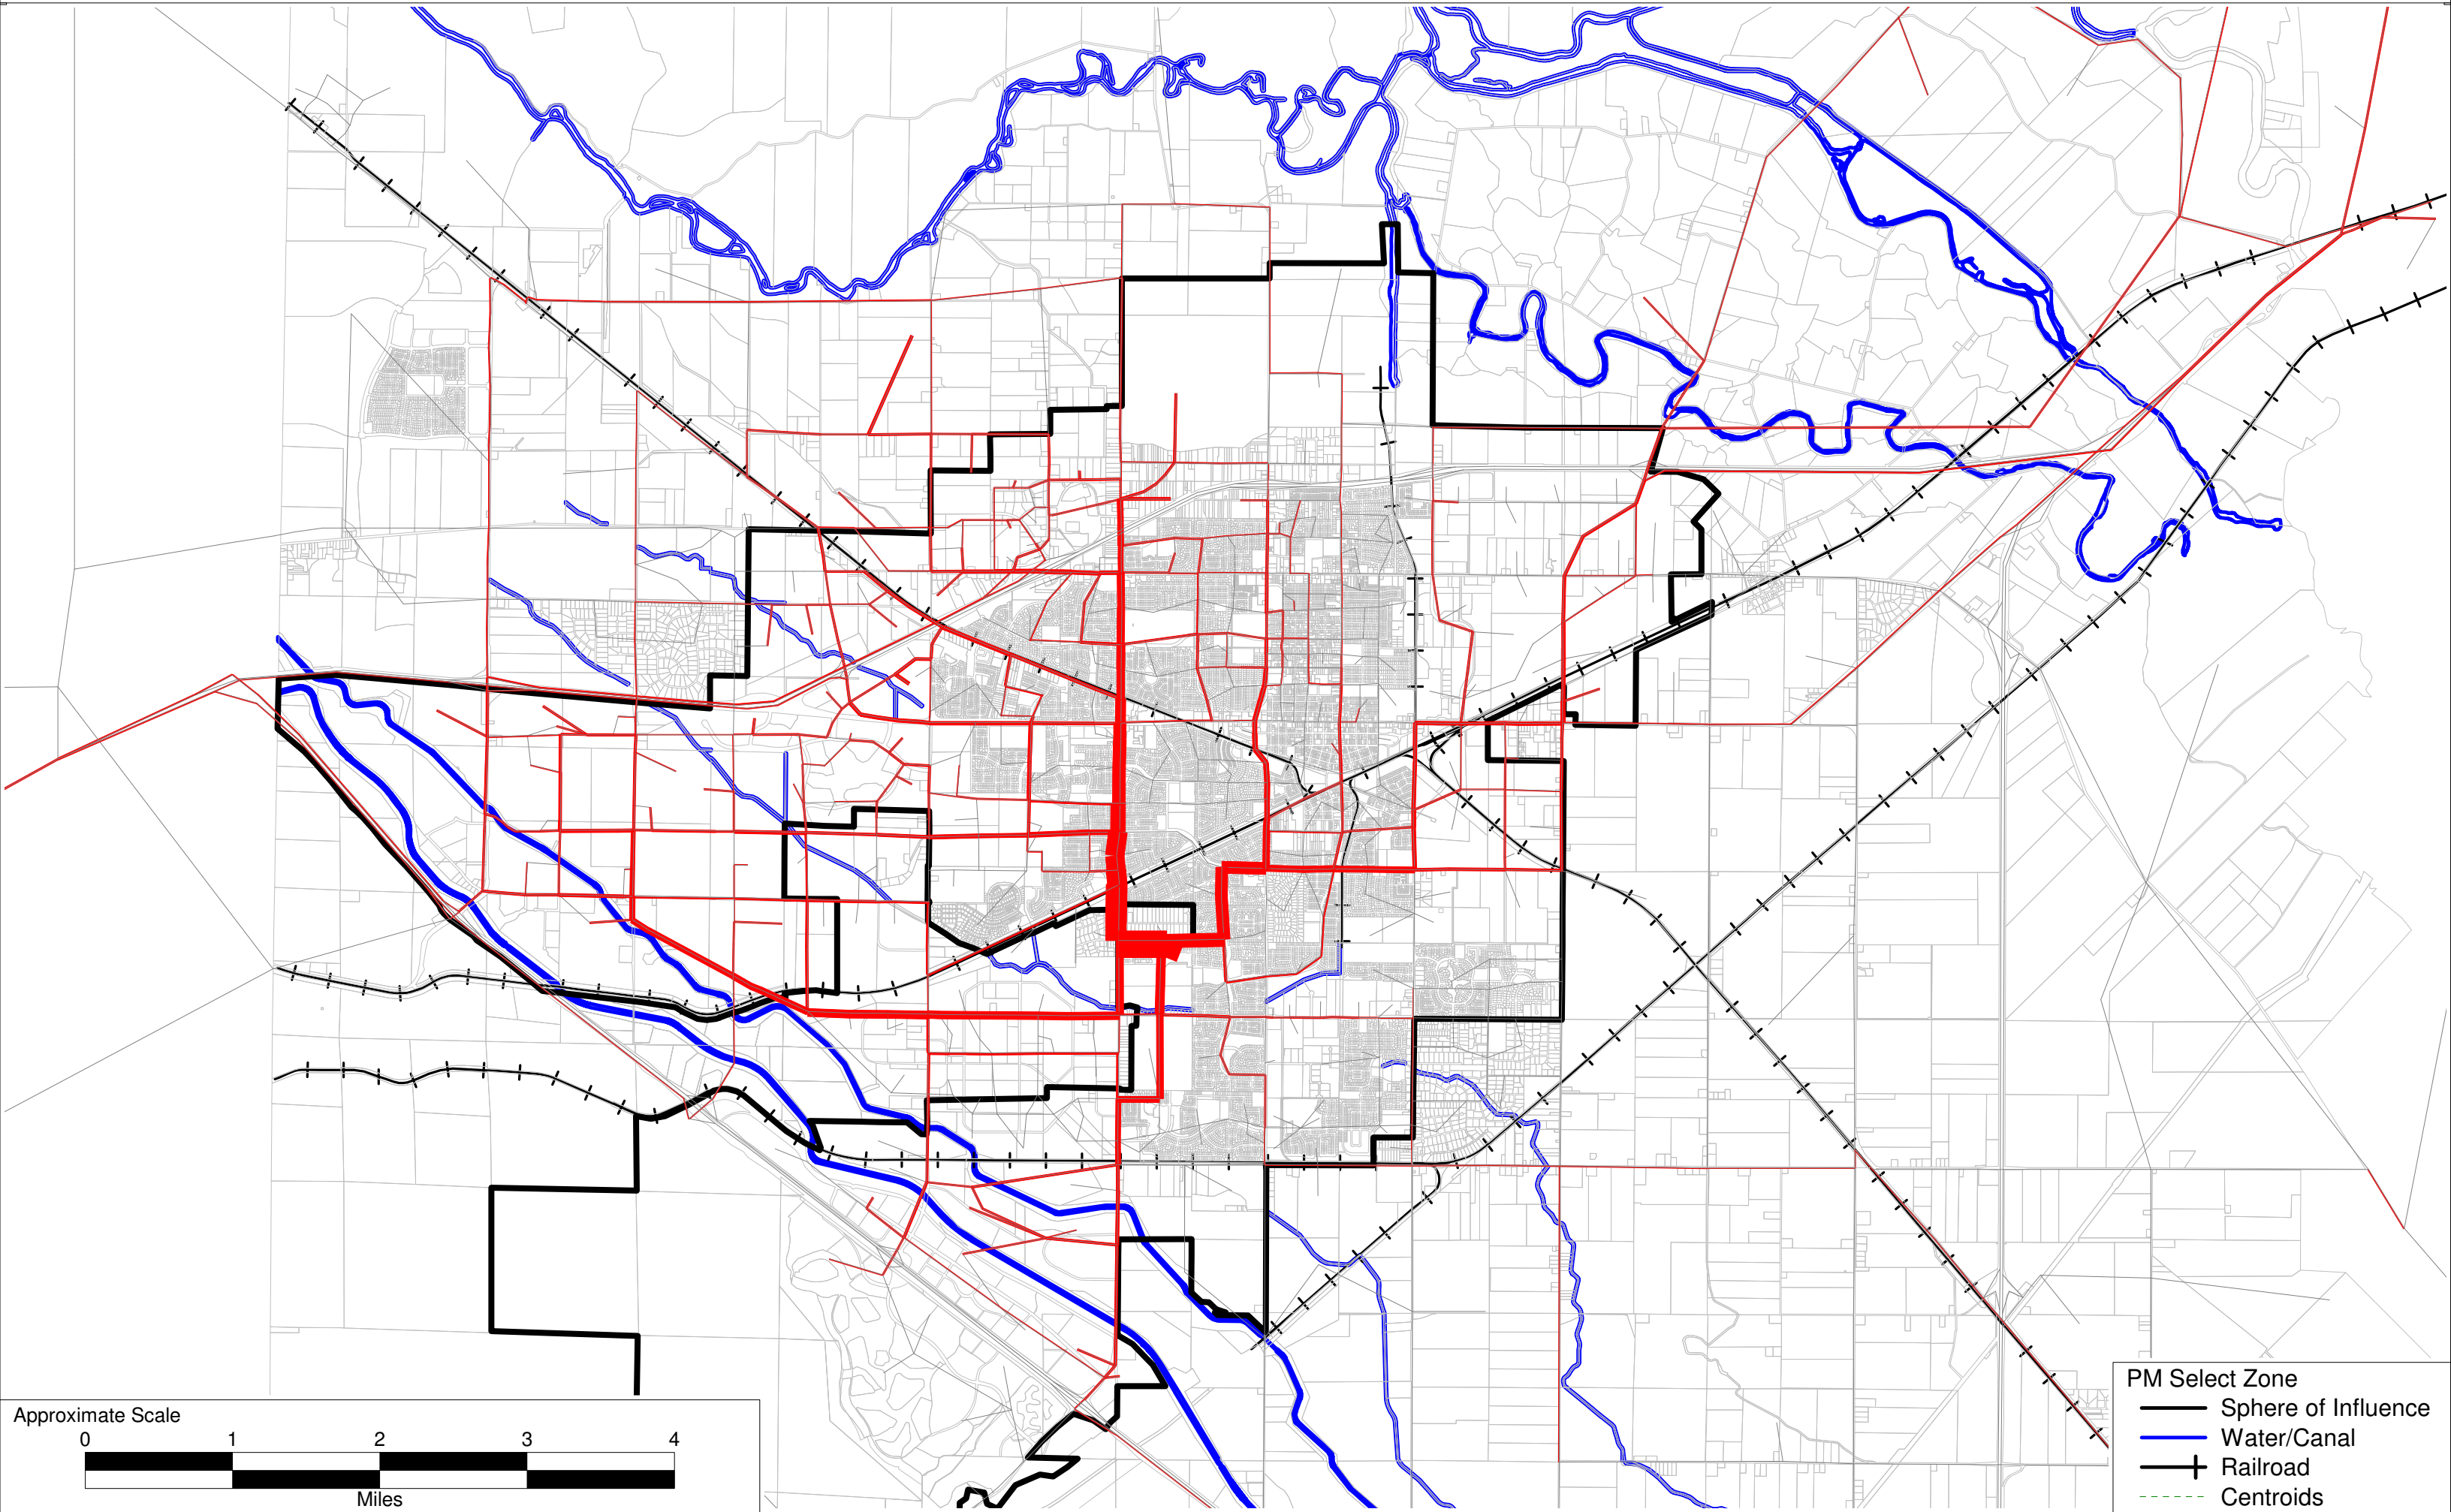 Approximate Scale
0 1 2 3 4
Miles
PM Select Zone
Sphere of Influence
Water/Canal
Railroad
Centroids